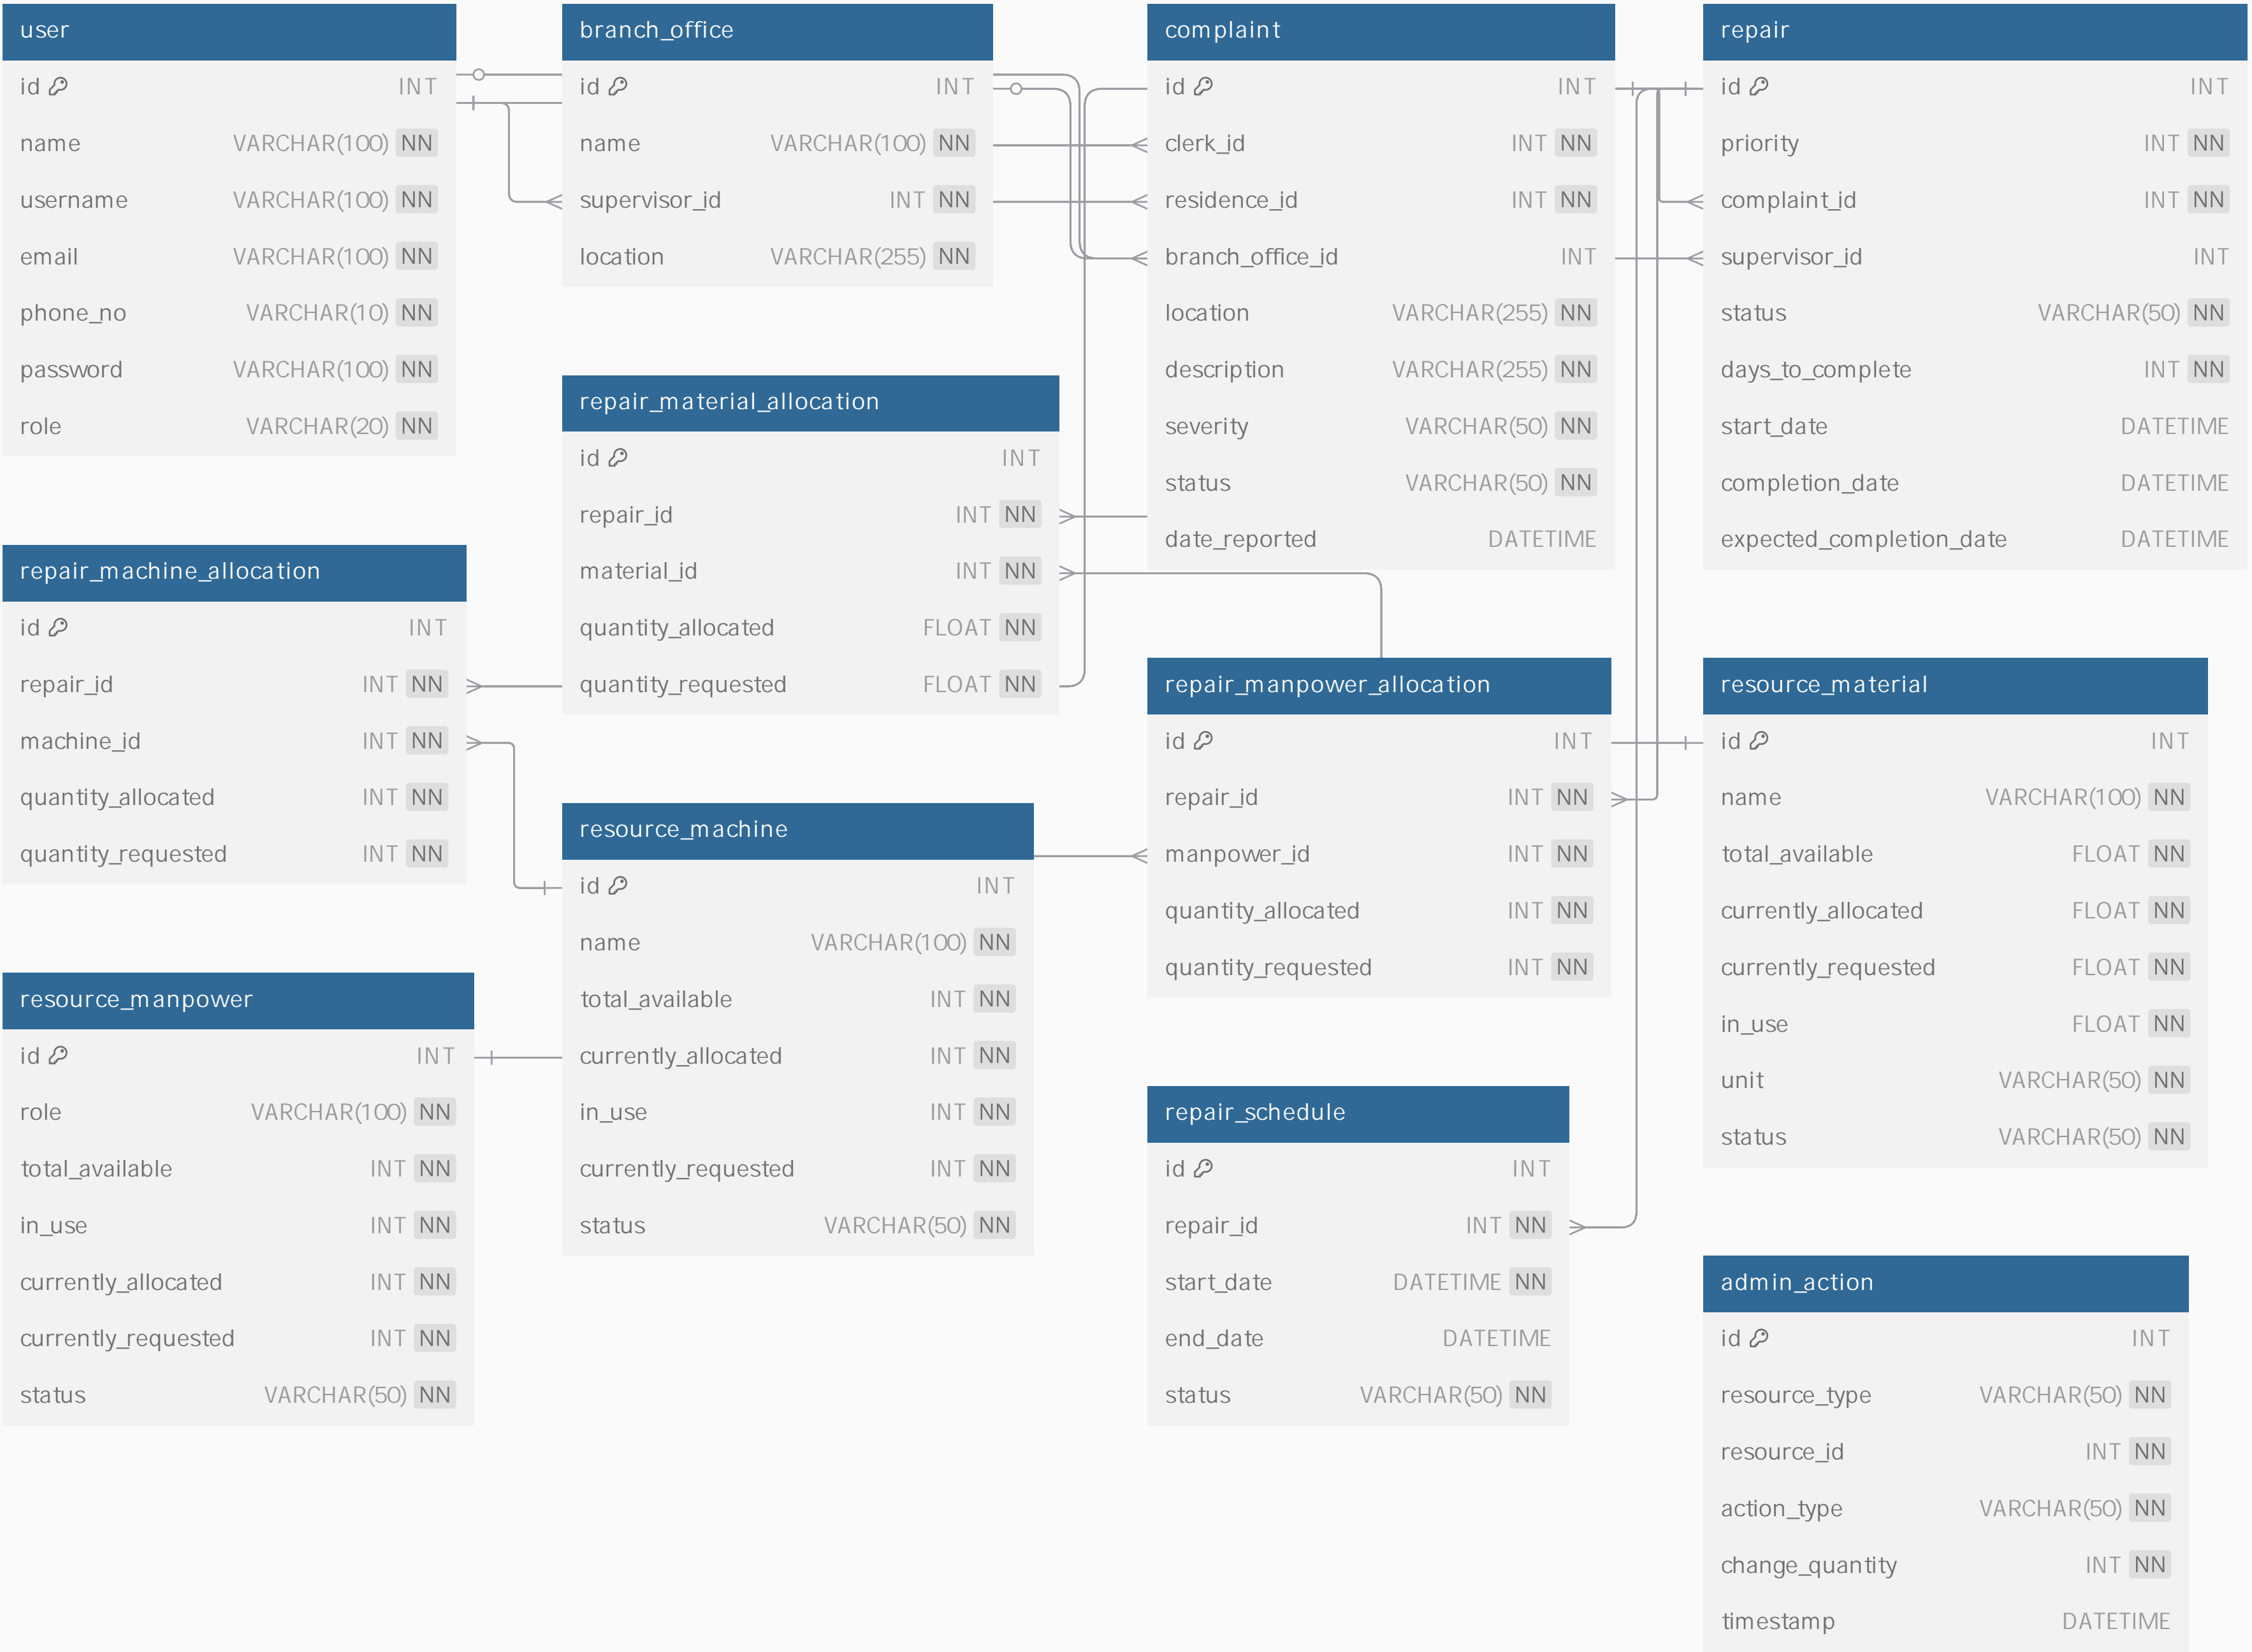 user
id INT
name VARCHAR(100) NN
username VARCHAR(100) NN
email VARCHAR(100) NN
phone_no VARCHAR(10) NN
password VARCHAR(100) NN
role VARCHAR(20) NN
branch_office
id INT
name VARCHAR(100) NN
supervisor_id INT NN
location VARCHAR(255) NN
complaint
id INT
clerk_id INT NN
residence_id INT NN
branch_office_id INT
location VARCHAR(255) NN
description VARCHAR(255) NN
severity VARCHAR(50) NN
status VARCHAR(50) NN
date_reported DATETIME
repair
id INT
priority INT NN
complaint_id INT NN
supervisor_id INT
status VARCHAR(50) NN
days_to_complete INT NN
start_date DATETIME
completion_date DATETIME
expected_completion_date DATETIME
repair_material_allocation
id INT
repair_id INT NN
material_id INT NN
quantity_allocated FLOAT NN
quantity_requested FLOAT NN
repair_machine_allocation
id INT
repair_id INT NN
machine_id INT NN
quantity_allocated INT NN
quantity_requested INT NN
repair_manpower_allocation
id INT
repair_id INT NN
manpower_id INT NN
quantity_allocated INT NN
quantity_requested INT NN
resource_material
id INT
name VARCHAR(100) NN
total_available FLOAT NN
currently_allocated FLOAT NN
currently_requested FLOAT NN
in_use FLOAT NN
unit VARCHAR(50) NN
status VARCHAR(50) NN
resource_machine
id INT
name VARCHAR(100) NN
total_available INT NN
currently_allocated INT NN
in_use INT NN
currently_requested INT NN
status VARCHAR(50) NN
resource_manpower
id INT
role VARCHAR(100) NN
total_available INT NN
in_use INT NN
currently_allocated INT NN
currently_requested INT NN
status VARCHAR(50) NN
repair_schedule
id INT
repair_id INT NN
start_date DATETIME NN
end_date DATETIME
status VARCHAR(50) NN
admin_action
id INT
resource_type VARCHAR(50) NN
resource_id INT NN
action_type VARCHAR(50) NN
change_quantity INT NN
timestamp DATETIME